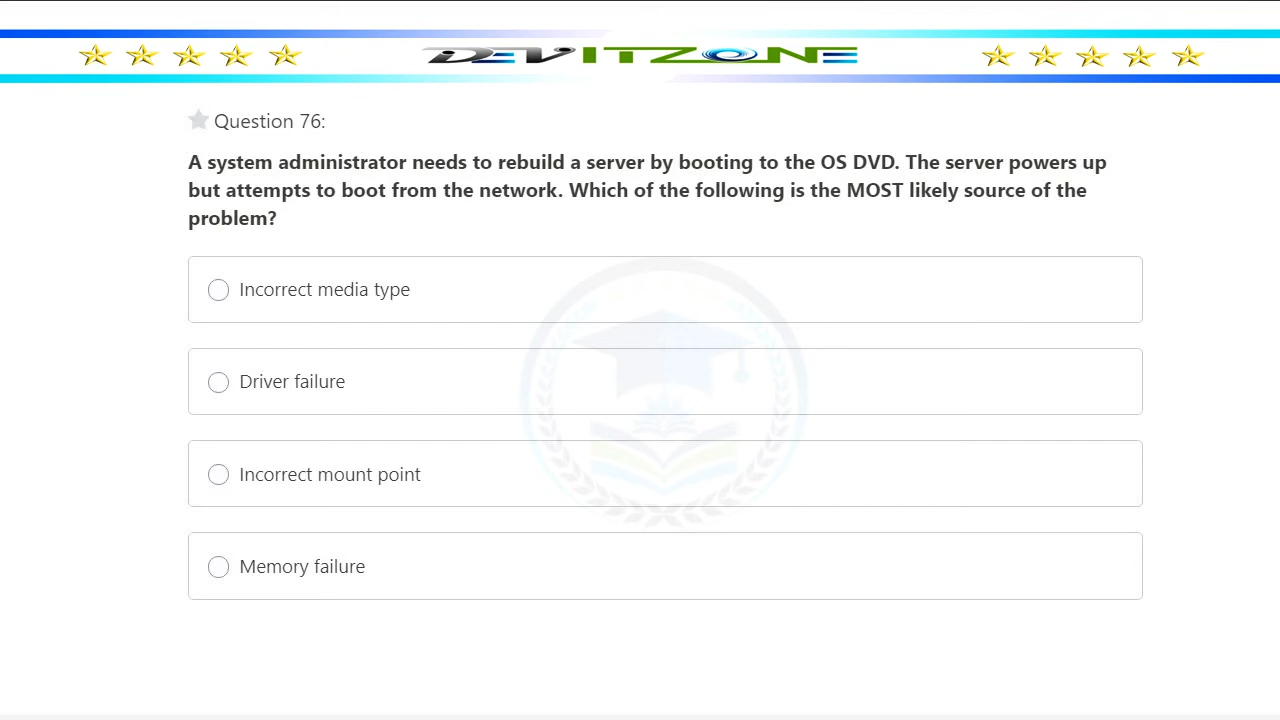 DEVITZONE
Question 76:
A system administrator needs to rebuild a server by booting to the OS DVD. The server powers up
but attempts to boot from the network. Which of the following is the MOST likely source of the
problem?
Incorrect media type
Driver failure
Incorrect mount point
Memory failure